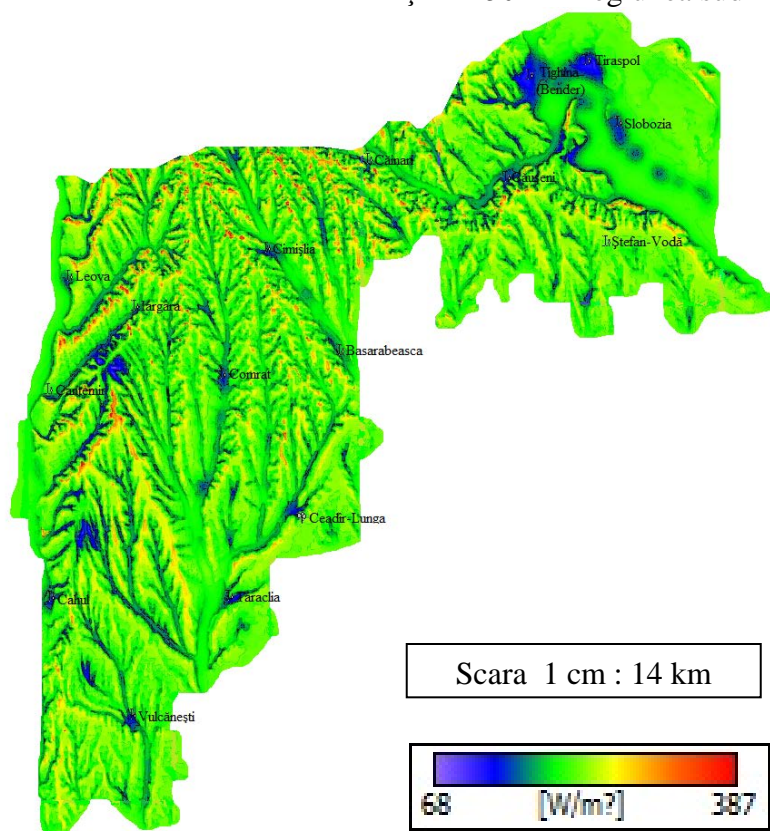 Tiraspol
Tighina
(Bender)
Slobozia
Căinari
Căușeni
Ștefan-Vodă
Cimișlia
Leova
Iargara
Basarabeasca
Comrat
Cantemir
Ceadîr-Lunga
Cahul
Taraclia
Vulcănești
Scara 1 cm : 14 km
68 [W/m?] 387